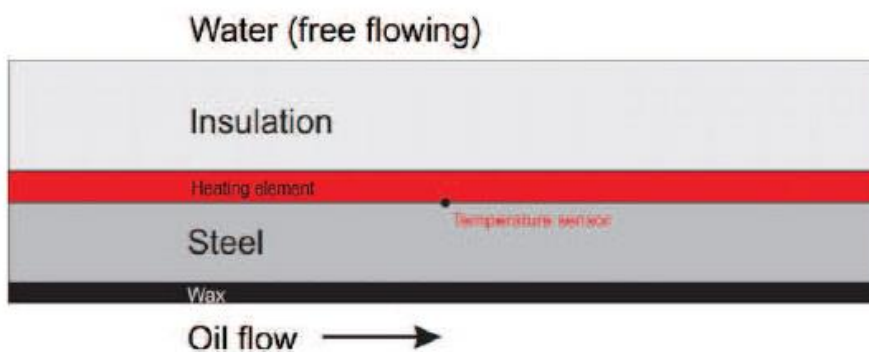 Water (free flowing)
Insulation
Heating element
Temperature sensor
Steel
Wax
Oil flow